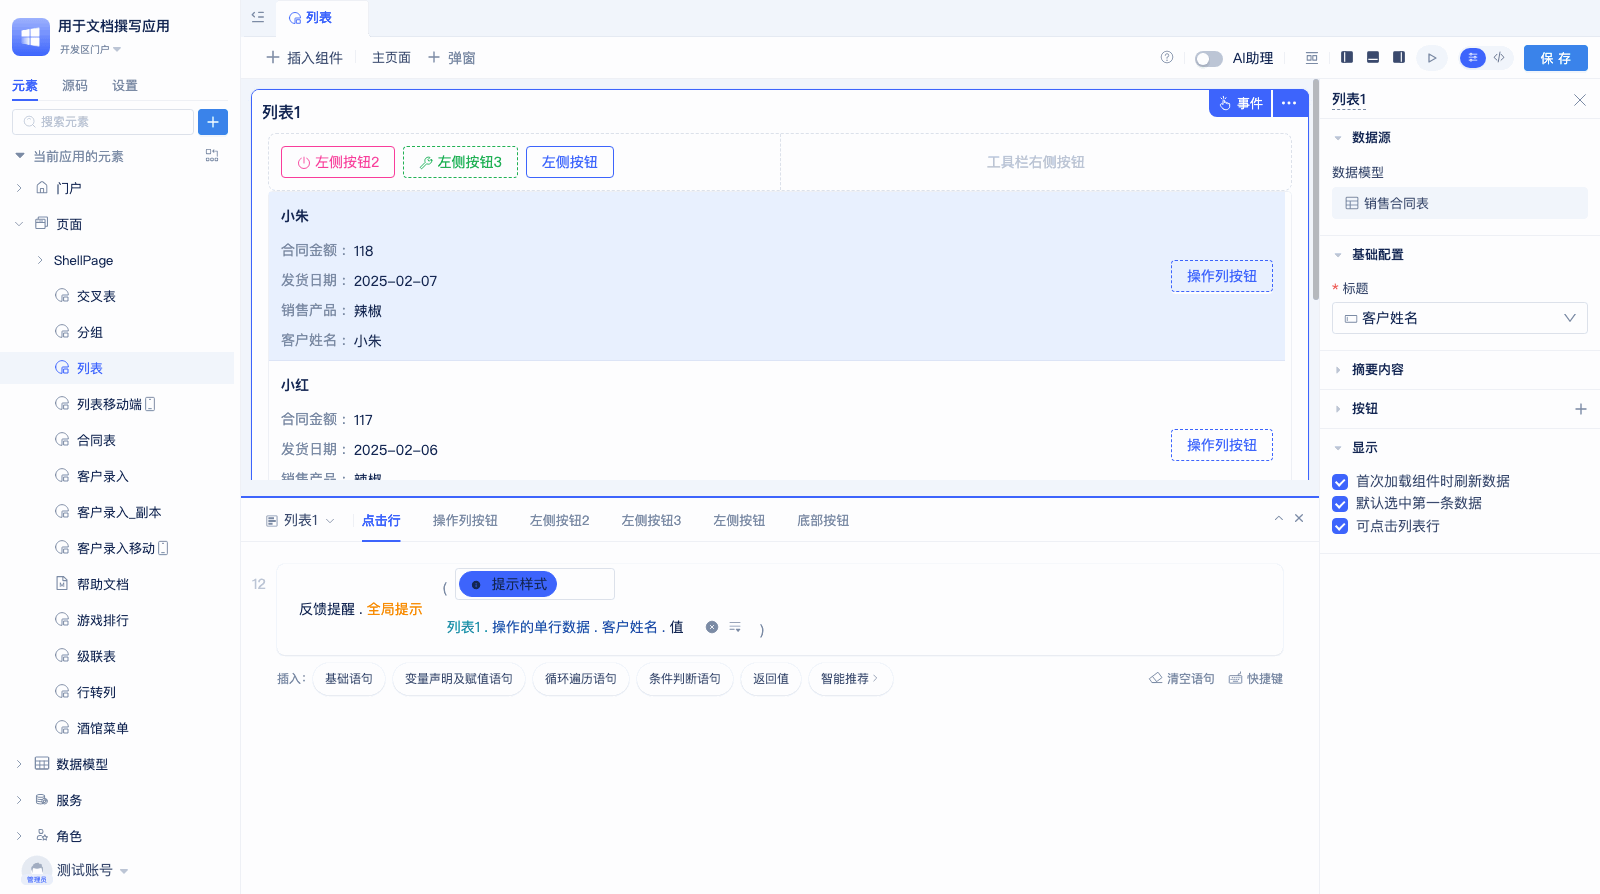 用于文档撰写应用
开发区门户
元素 源码 设置
搜索元素
当前应用的元素
门户
页面
ShellPage
交叉表
分组
列表
列表移动端
合同表
客户录入
客户录入_副本
客户录入移动
帮助文档
游戏排行
级联表
行转列
酒馆菜单
数据模型
服务
角色
管理员
测试账号
列表
插入组件 主页面 弹窗
AI助理
保存
列表1
事件
左侧按钮2 左侧按钮3 左侧按钮
工具栏右侧按钮
小朱
合同金额： 118
发货日期： 2025-02-07
销售产品： 辣椒
客户姓名： 小朱
操作列按钮
小红
合同金额： 117
发货日期： 2025-02-06
销售产品： 辣椒
操作列按钮
列表1 点击行 操作列按钮 左侧按钮2 左侧按钮3 左侧按钮 底部按钮
12
反馈提醒 . 全局提示
( 提示样式
列表1 . 操作的单行数据 . 客户姓名 . 值 )
插入： 基础语句 变量声明及赋值语句 循环遍历语句 条件判断语句 返回值 智能推荐
清空语句 快捷键
列表1
数据源
数据模型
销售合同表
基础配置
* 标题
客户姓名
摘要内容
按钮
显示
首次加载组件时刷新数据
默认选中第一条数据
可点击列表行